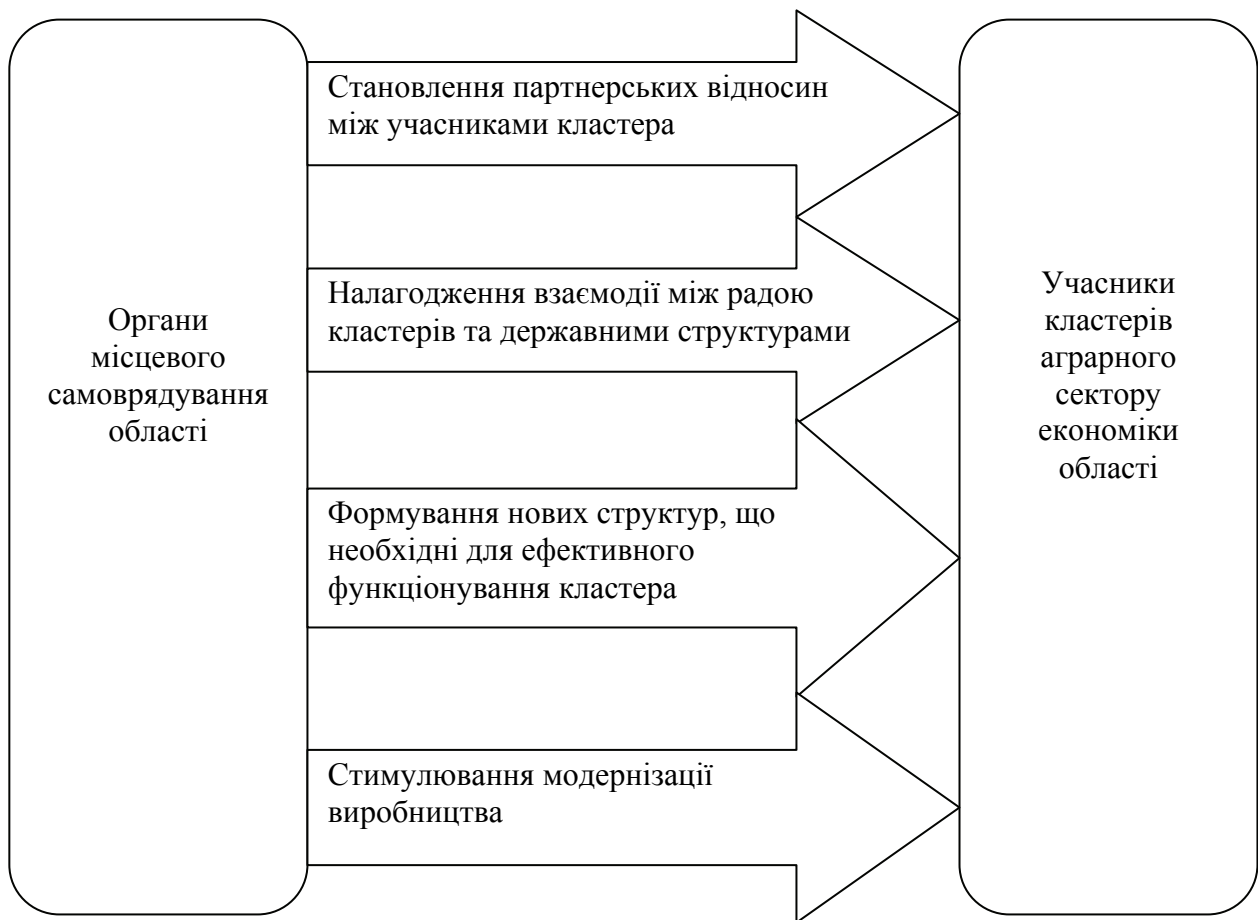 Органи
місцевого
самоврядування
області
Становлення партнерських відносин
між учасниками кластера
Налагодження взаємодії між радою
кластерів та державними структурами
Формування нових структур, що
необхідні для ефективного
функціонування кластера
Стимулювання модернізації
виробництва
Учасники
кластерів
аграрного
сектору
економіки
області